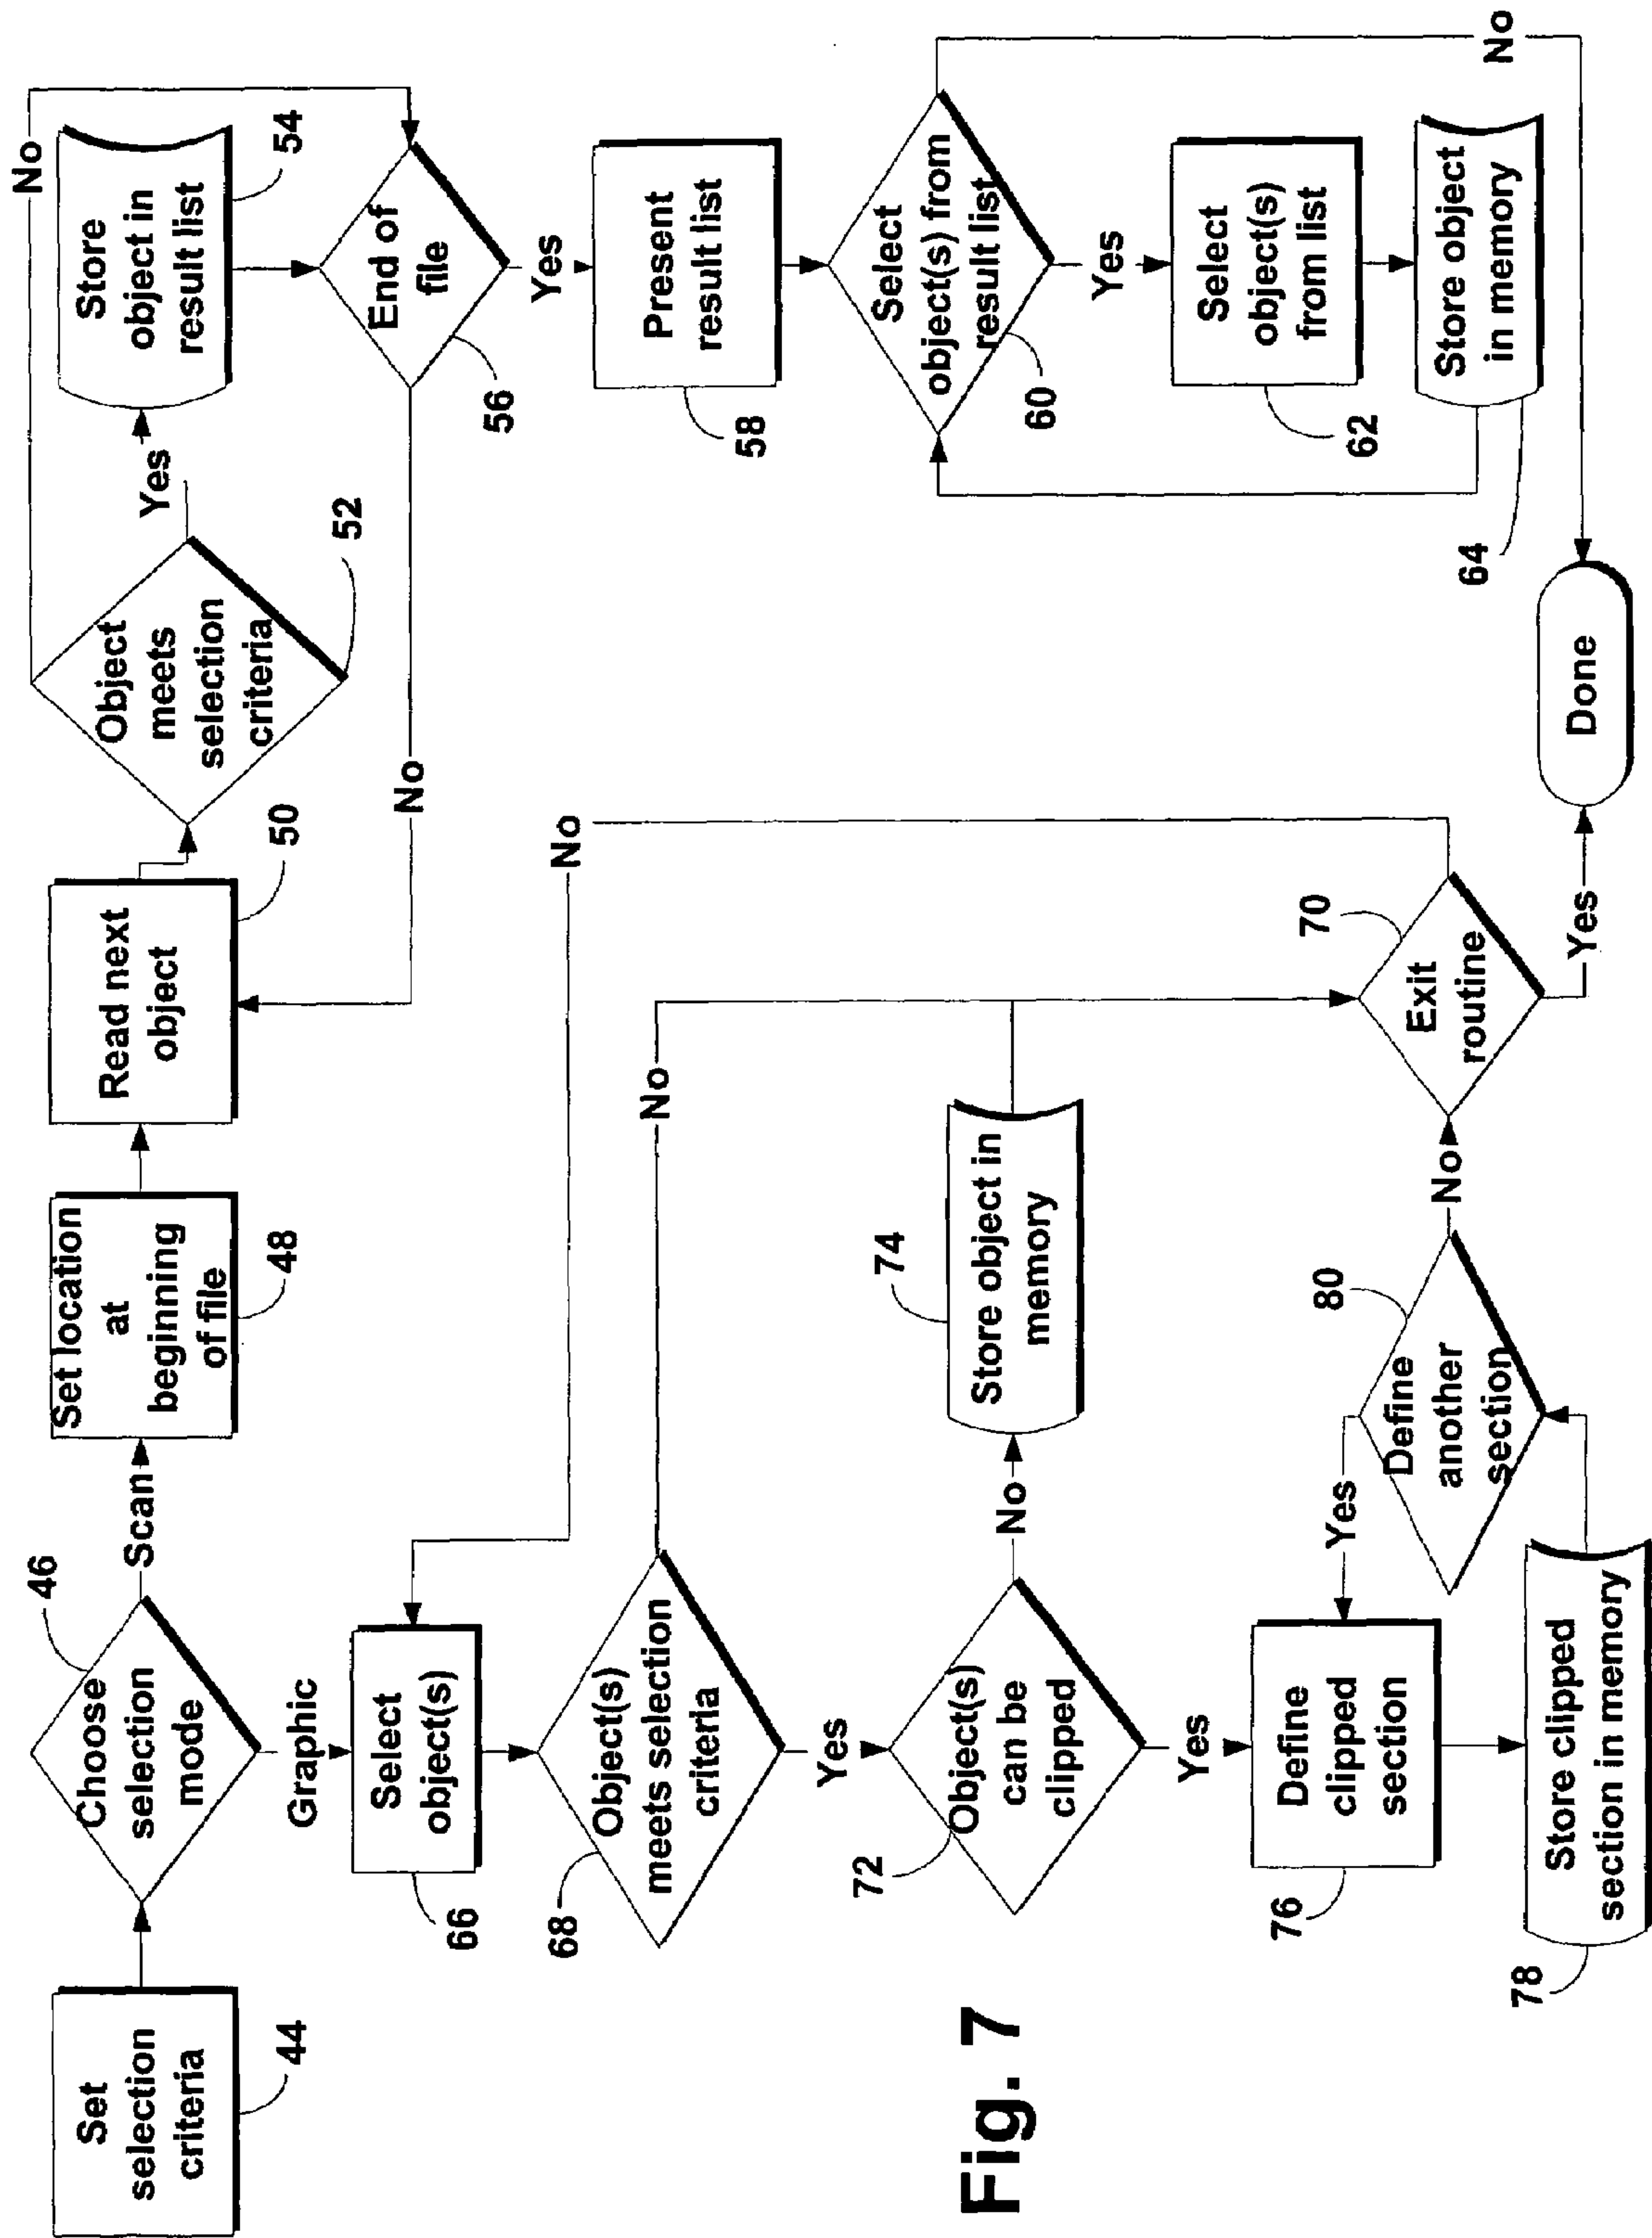 Set
selection
criteria
44
Choose
selection
mode
46
Scan
Set location
at
beginning
of file
48
Read next
object
50
Object
meets
selection
criteria
52
No
Yes
Store
object in
result list
54
End of
file
56
No
Yes
Present
result list
58
Select
object(s) from
result list
60
No
Yes
Select
object(s)
from list
62
Store object
in memory
64
Graphic
Select
object(s)
66
Object(s)
meets selection
criteria
68
No
Yes
Object(s)
can be
clipped
72
No
Store object in
memory
74
Yes
Define
clipped
section
76
Store clipped
section in memory
78
Define
another
section
80
Yes
No
Exit
routine
70
No
Yes
Done
Fig. 7